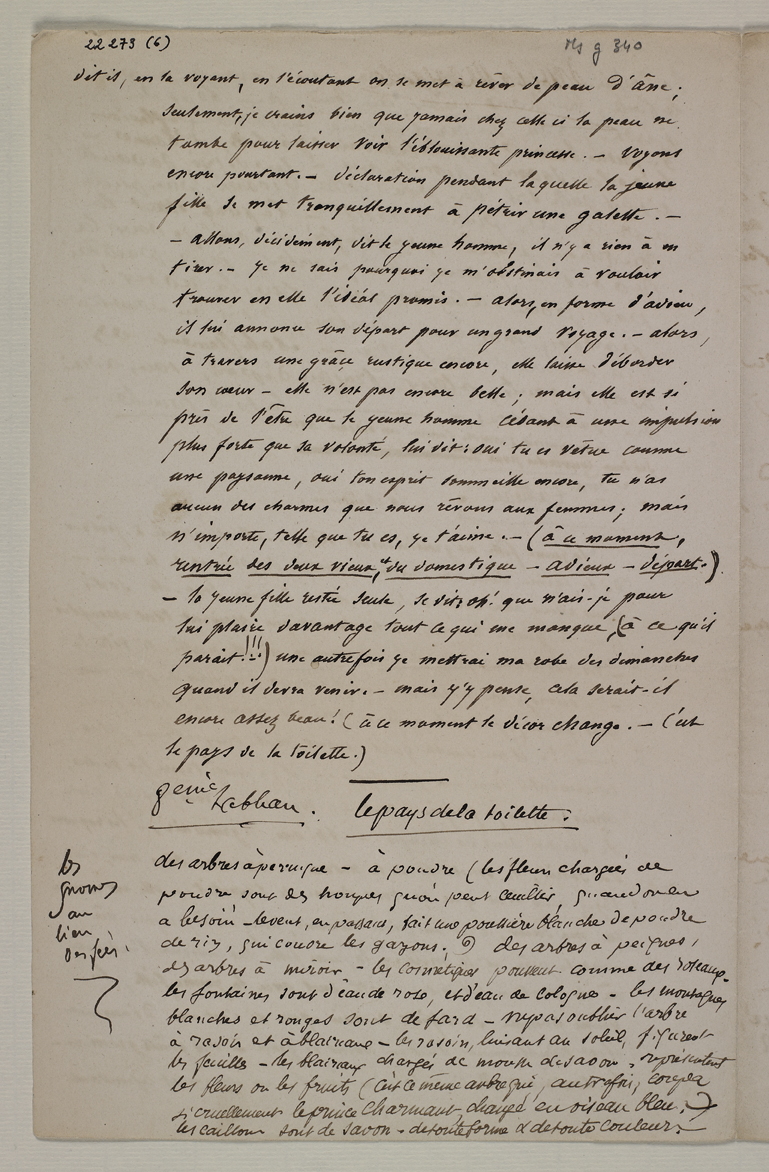 22273 (6)
Ms g 340
dit il, en la voyant, en l'écoutant on se met à rêver de peau d'âne;
seulement, je crains bien que jamais chez celle ci la peau ne
tombe pour laisser voir l'éblouissante princesse. — Voyons
encore pourtant. — déclaration pendant laquelle la jeune
fille se met tranquillement à pétrir une galette. —
— allons, décidément, dit le jeune homme, il n'y a rien à en
tirer. — je ne sais pourquoi je m'obstinais à vouloir
trouver en elle l'idéal promis. — alors, en forme d'adieu,
il lui annonce son départ pour un grand voyage. — alors,
à travers une grâce rustique encore, elle laisse déborder
son cœur — elle n'est pas encore belle; mais elle est si
près de l'être que le jeune homme cédant à une impulsion
plus forte que sa volonté, lui dit: oui tu es vêtue comme
une paysanne, oui ton esprit sommeille encore, tu n'as
aucun des charmes que nous rêvons aux femmes; mais
n'importe, telle que tu es, je t'aime. — (à ce moment,
rentrée des deux vieux, et du domestique — adieux — départ.)
— la jeune fille restée seule, se dit: oh! que n'ais-je pour
lui plaire davantage tout ce qui me manque, (à ce qu'il
parait!!!) une autre fois je mettrai ma robe des dimanches
quand il devra venir. — mais j'y pense, cela serait-il
encore assez beau! (à ce moment le décor change. — C'est
le pays de la toilette.)
tableau. le pays de la toilette:
les
gnomes
au
lieu
des fées.
des arbres à perruque — à poudre (les fleurs chargées de
poudre sont des houpes qu'on peut cueillir, quand on en
a besoin — le vent, en passant, fait une poussière blanche de poudre
de riz, qui couvre les gazons.) des arbres à peignes,
des arbres à miroir — les cosmétiques poussent comme des roseaux —
les fontaines sont d'eau de rose, et d'eau de cologne — les montagnes
blanches et rouges sont de fard — ne pas oublier l'arbre
à rasoir et à blaireaux — les rasoirs, luisant au soleil, figurent
les feuilles — les blaireaux chargés de mousse de savon, représentent
les fleurs ou les fruits (c'est le même arbre qui, autrefois, coupa
si cruellement le prince Charmant, changé en oiseau bleu.)
les cailloux sont de savon — de toute forme & de toute couleur.